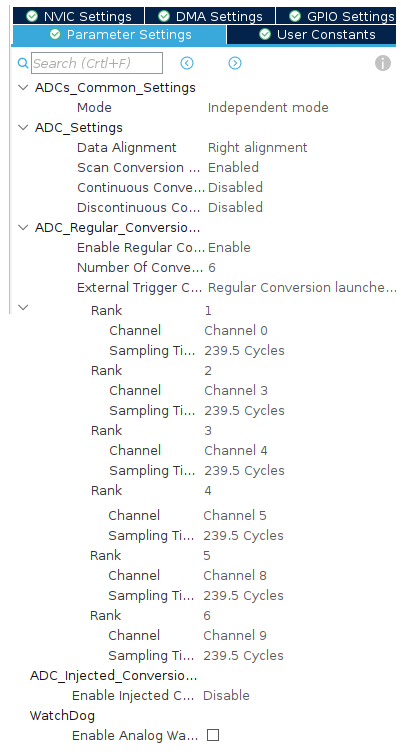 NVIC Settings DMA Settings GPIO Settings
Parameter Settings User Constants
Search (Crtl+F)
ADCs_Common_Settings
Mode Independent mode
ADC_Settings
Data Alignment Right alignment
Scan Conversion ... Enabled
Continuous Conve... Disabled
Discontinuous Co... Disabled
ADC_Regular_Conversio...
Enable Regular Co... Enable
Number Of Conve... 6
External Trigger C... Regular Conversion launche...
Rank 1
Channel Channel 0
Sampling Ti... 239.5 Cycles
Rank 2
Channel Channel 3
Sampling Ti... 239.5 Cycles
Rank 3
Channel Channel 4
Sampling Ti... 239.5 Cycles
Rank 4
Channel Channel 5
Sampling Ti... 239.5 Cycles
Rank 5
Channel Channel 8
Sampling Ti... 239.5 Cycles
Rank 6
Channel Channel 9
Sampling Ti... 239.5 Cycles
ADC_Injected_Conversio...
Enable Injected C... Disable
WatchDog
Enable Analog Wa...